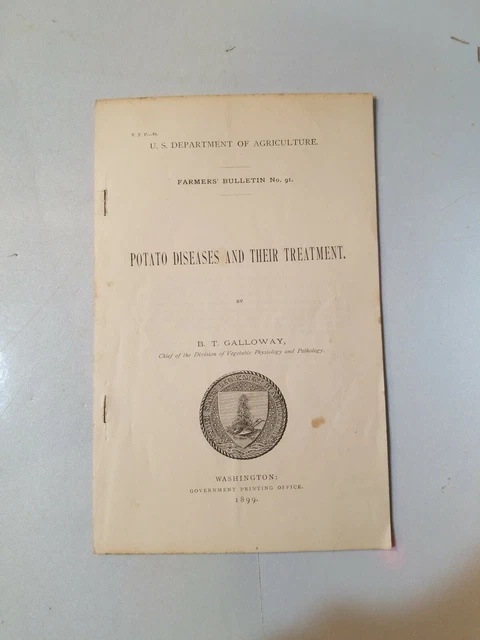 U. S. DEPARTMENT OF AGRICULTURE.
FARMERS' BULLETIN No. 91.
POTATO DISEASES AND THEIR TREATMENT.
BY
B. T. GALLOWAY,
Chief of the Division of Vegetable Physiology and Pathology.
WASHINGTON:
GOVERNMENT PRINTING OFFICE.
1899.